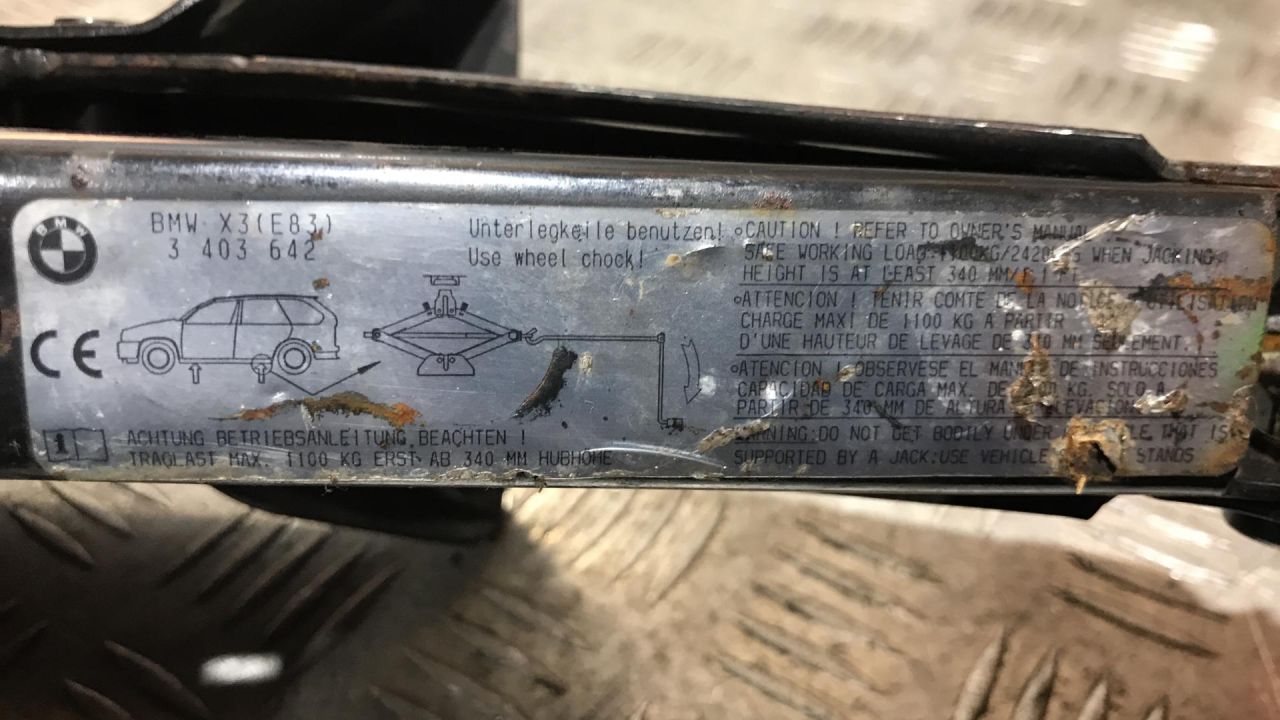 BMW
BMW X3(E83)
3 403 642
CE
Unterlegkeile benutzen!
Use wheel chock!
ACHTUNG BETRIEBSANLEITUNG BEACHTEN !
TRAGLAST MAX. 1100 KG ERST AB 340 MM HUBHÖHE
CAUTION ! REFER TO OWNER'S MANUAL
SAFE WORKING LOAD WHEN JACKING
HEIGHT IS AT LEAST 340 MM
ATTENCION ! TENIR COMTE DE LA
CHARGE MAXI DE 1100 KG A PARTIR
D'UNE HAUTEUR DE LEVAGE DE 340 MM SEULEMENT.
ATENCION OBSERVESE EL DE INSTRUCCIONES
CAPACIDAD DE CARGA MAX. DE KG. SOLO A
PARTIR DE 340 MM DE ALTURA
WARNING:DO NOT GET BODILY UNDER THAT IS
SUPPORTED BY A JACK:USE VEHICLE STANDS